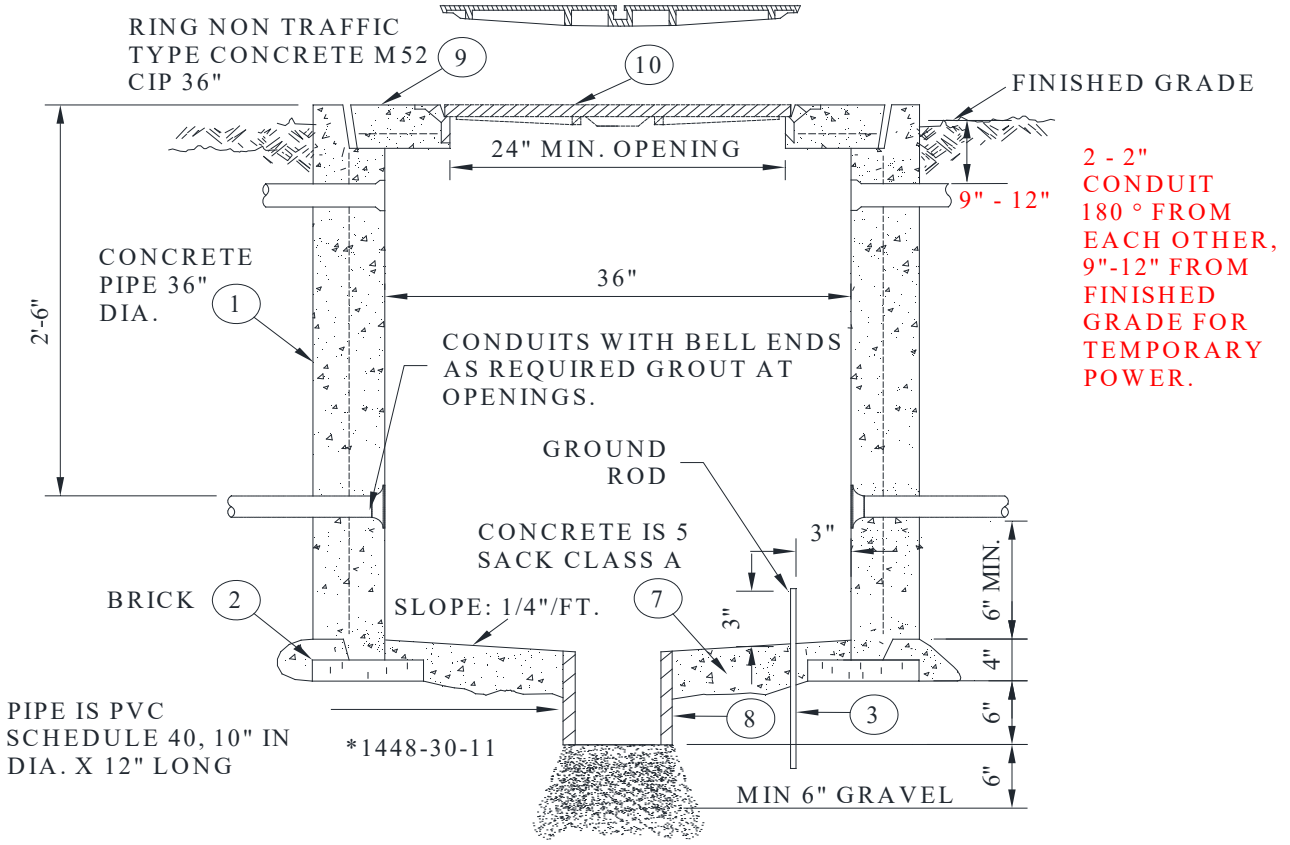 RING NON TRAFFIC
TYPE CONCRETE M52
CIP 36"
9
10
FINISHED GRADE
24" MIN. OPENING
9" - 12"
2 - 2"
CONDUIT
180 ° FROM
EACH OTHER,
9"-12" FROM
FINISHED
GRADE FOR
TEMPORARY
POWER.
CONCRETE
PIPE 36"
DIA.
1
36"
2'-6"
CONDUITS WITH BELL ENDS
AS REQUIRED GROUT AT
OPENINGS.
GROUND
ROD
CONCRETE IS 5
SACK CLASS A
3"
7
BRICK
2
SLOPE: 1/4"/FT.
3"
6" MIN.
4"
PIPE IS PVC
SCHEDULE 40, 10" IN
DIA. X 12" LONG
*1448-30-11
8
3
6"
6"
MIN 6" GRAVEL